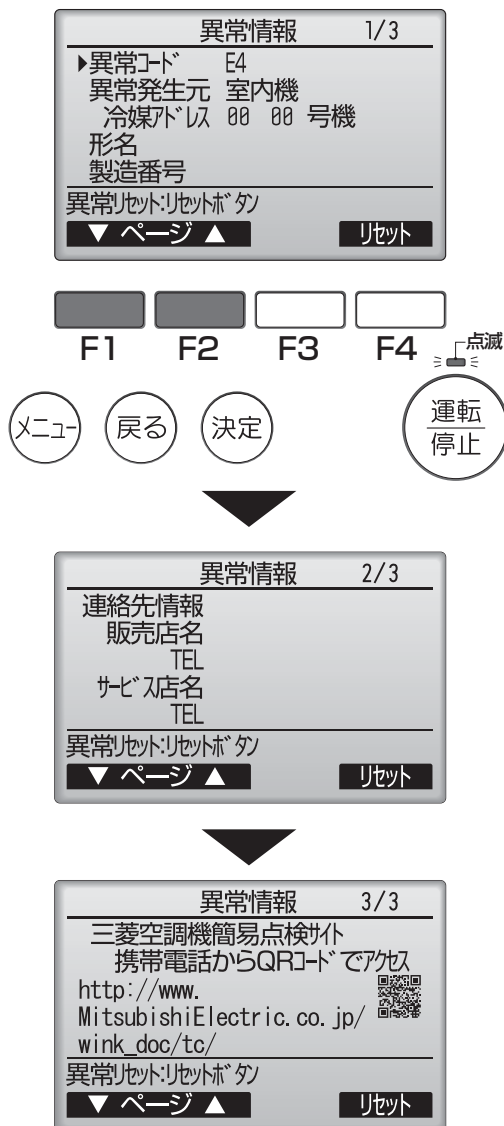 異常情報 1/3
▶異常コード E4
異常発生元 室内機
冷媒アドレス 00 00 号機
形名
製造番号
異常リセット:リセットボタン
▼ ページ ▲ リセット
F1 F2 F3 F4
点滅
メニュー 戻る 決定 運転
停止
異常情報 2/3
連絡先情報
販売店名
TEL
サービス店名
TEL
異常リセット:リセットボタン
▼ ページ ▲ リセット
異常情報 3/3
三菱空調機簡易点検サイト
携帯電話からQRコードでアクセス
http://www.
MitsubishiElectric.co.jp/
wink_doc/tc/
異常リセット:リセットボタン
▼ ページ ▲ リセット